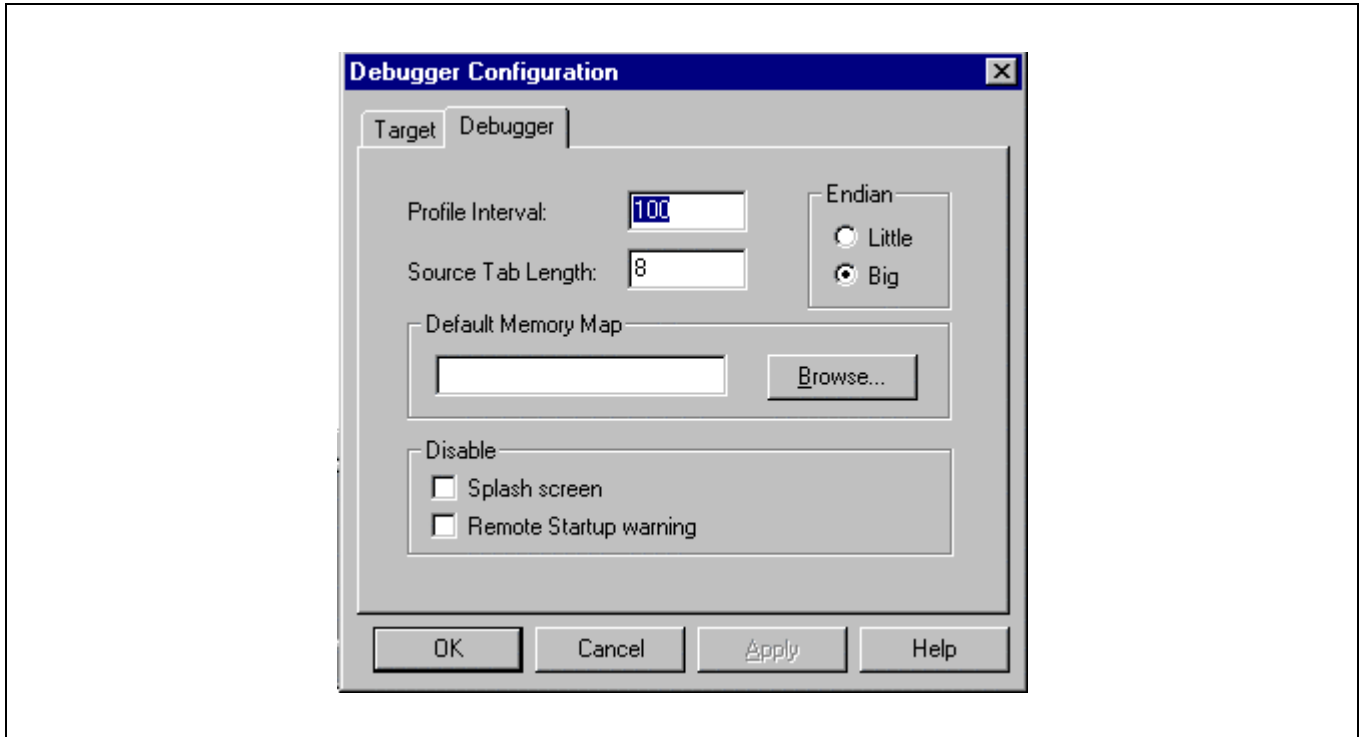 Debugger Configuration
Target Debugger
Profile Interval: 100
Source Tab Length: 8
Endian
Little
Big
Default Memory Map
Browse...
Disable
Splash screen
Remote Startup warning
OK Cancel Apply Help